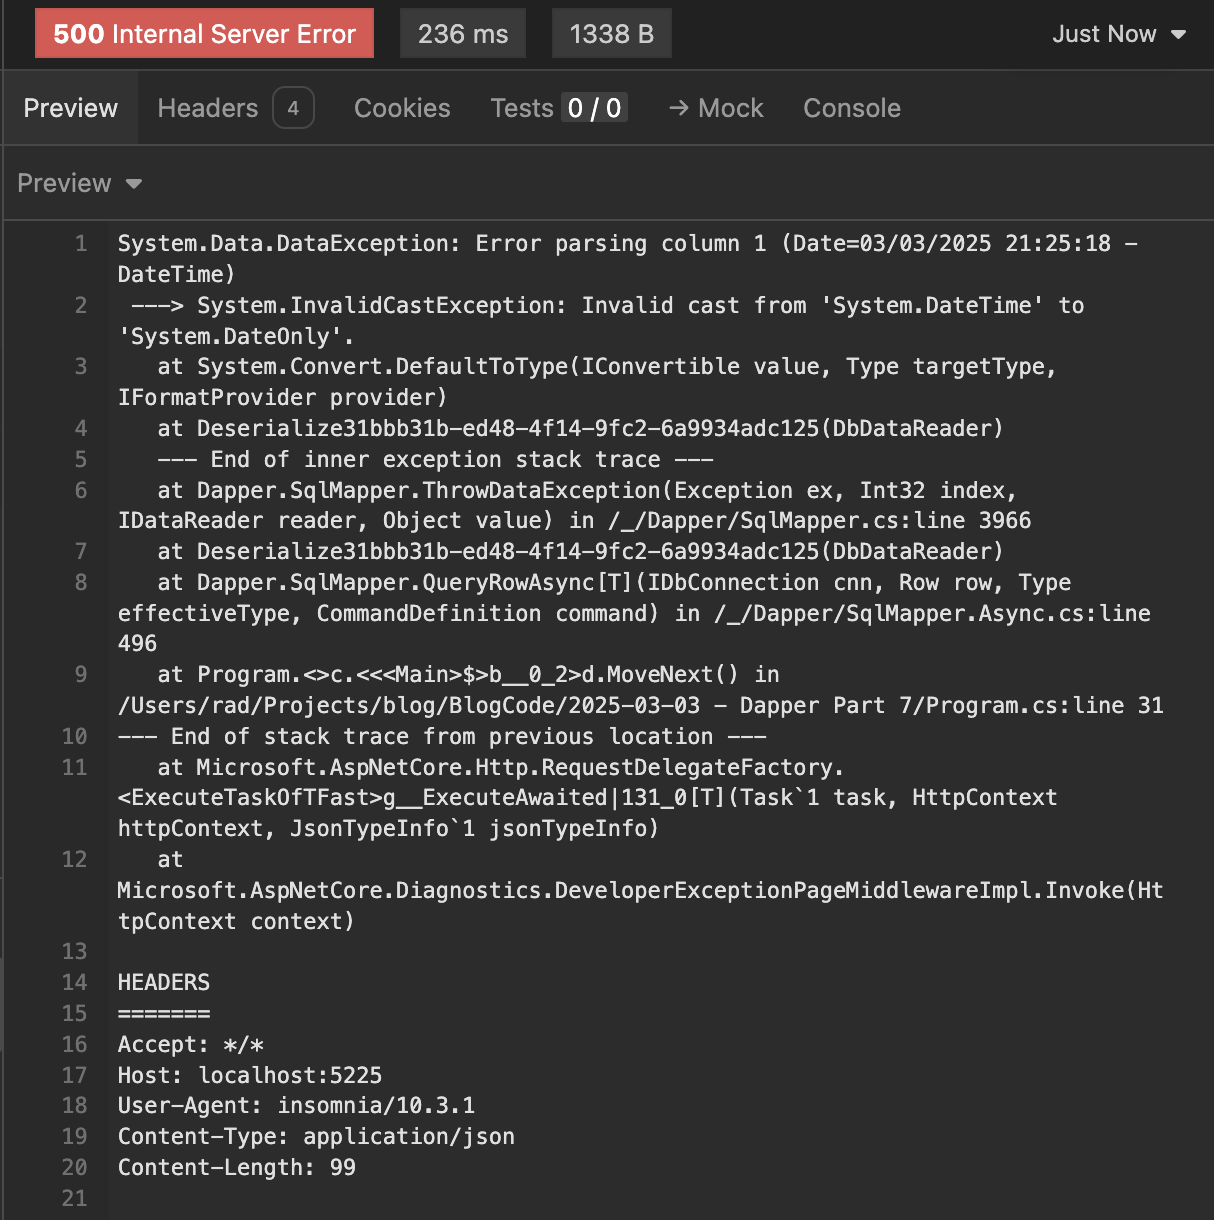 500 Internal Server Error 236 ms 1338 B Just Now
Preview Headers 4 Cookies Tests 0 / 0 → Mock Console
Preview
1 System.Data.DataException: Error parsing column 1 (Date=03/03/2025 21:25:18 -
DateTime)
2 ---> System.InvalidCastException: Invalid cast from 'System.DateTime' to
'System.DateOnly'.
3 at System.Convert.DefaultToType(IConvertible value, Type targetType,
IFormatProvider provider)
4 at Deserialize31bbb31b-ed48-4f14-9fc2-6a9934adc125(DbDataReader)
5 --- End of inner exception stack trace ---
6 at Dapper.SqlMapper.ThrowDataException(Exception ex, Int32 index,
IDataReader reader, Object value) in /_/Dapper/SqlMapper.cs:line 3966
7 at Deserialize31bbb31b-ed48-4f14-9fc2-6a9934adc125(DbDataReader)
8 at Dapper.SqlMapper.QueryRowAsync[T](IDbConnection cnn, Row row, Type
effectiveType, CommandDefinition command) in /_/Dapper/SqlMapper.Async.cs:line
496
9 at Program.<>c.<<<Main>$>b__0_2>d.MoveNext() in
/Users/rad/Projects/blog/BlogCode/2025-03-03 - Dapper Part 7/Program.cs:line 31
10 --- End of stack trace from previous location ---
11 at Microsoft.AspNetCore.Http.RequestDelegateFactory.
<ExecuteTaskOfTFast>g__ExecuteAwaited|131_0[T](Task`1 task, HttpContext
httpContext, JsonTypeInfo`1 jsonTypeInfo)
12 at
Microsoft.AspNetCore.Diagnostics.DeveloperExceptionPageMiddlewareImpl.Invoke(Ht
tpContext context)
13
14 HEADERS
15 =======
16 Accept: */*
17 Host: localhost:5225
18 User-Agent: insomnia/10.3.1
19 Content-Type: application/json
20 Content-Length: 99
21